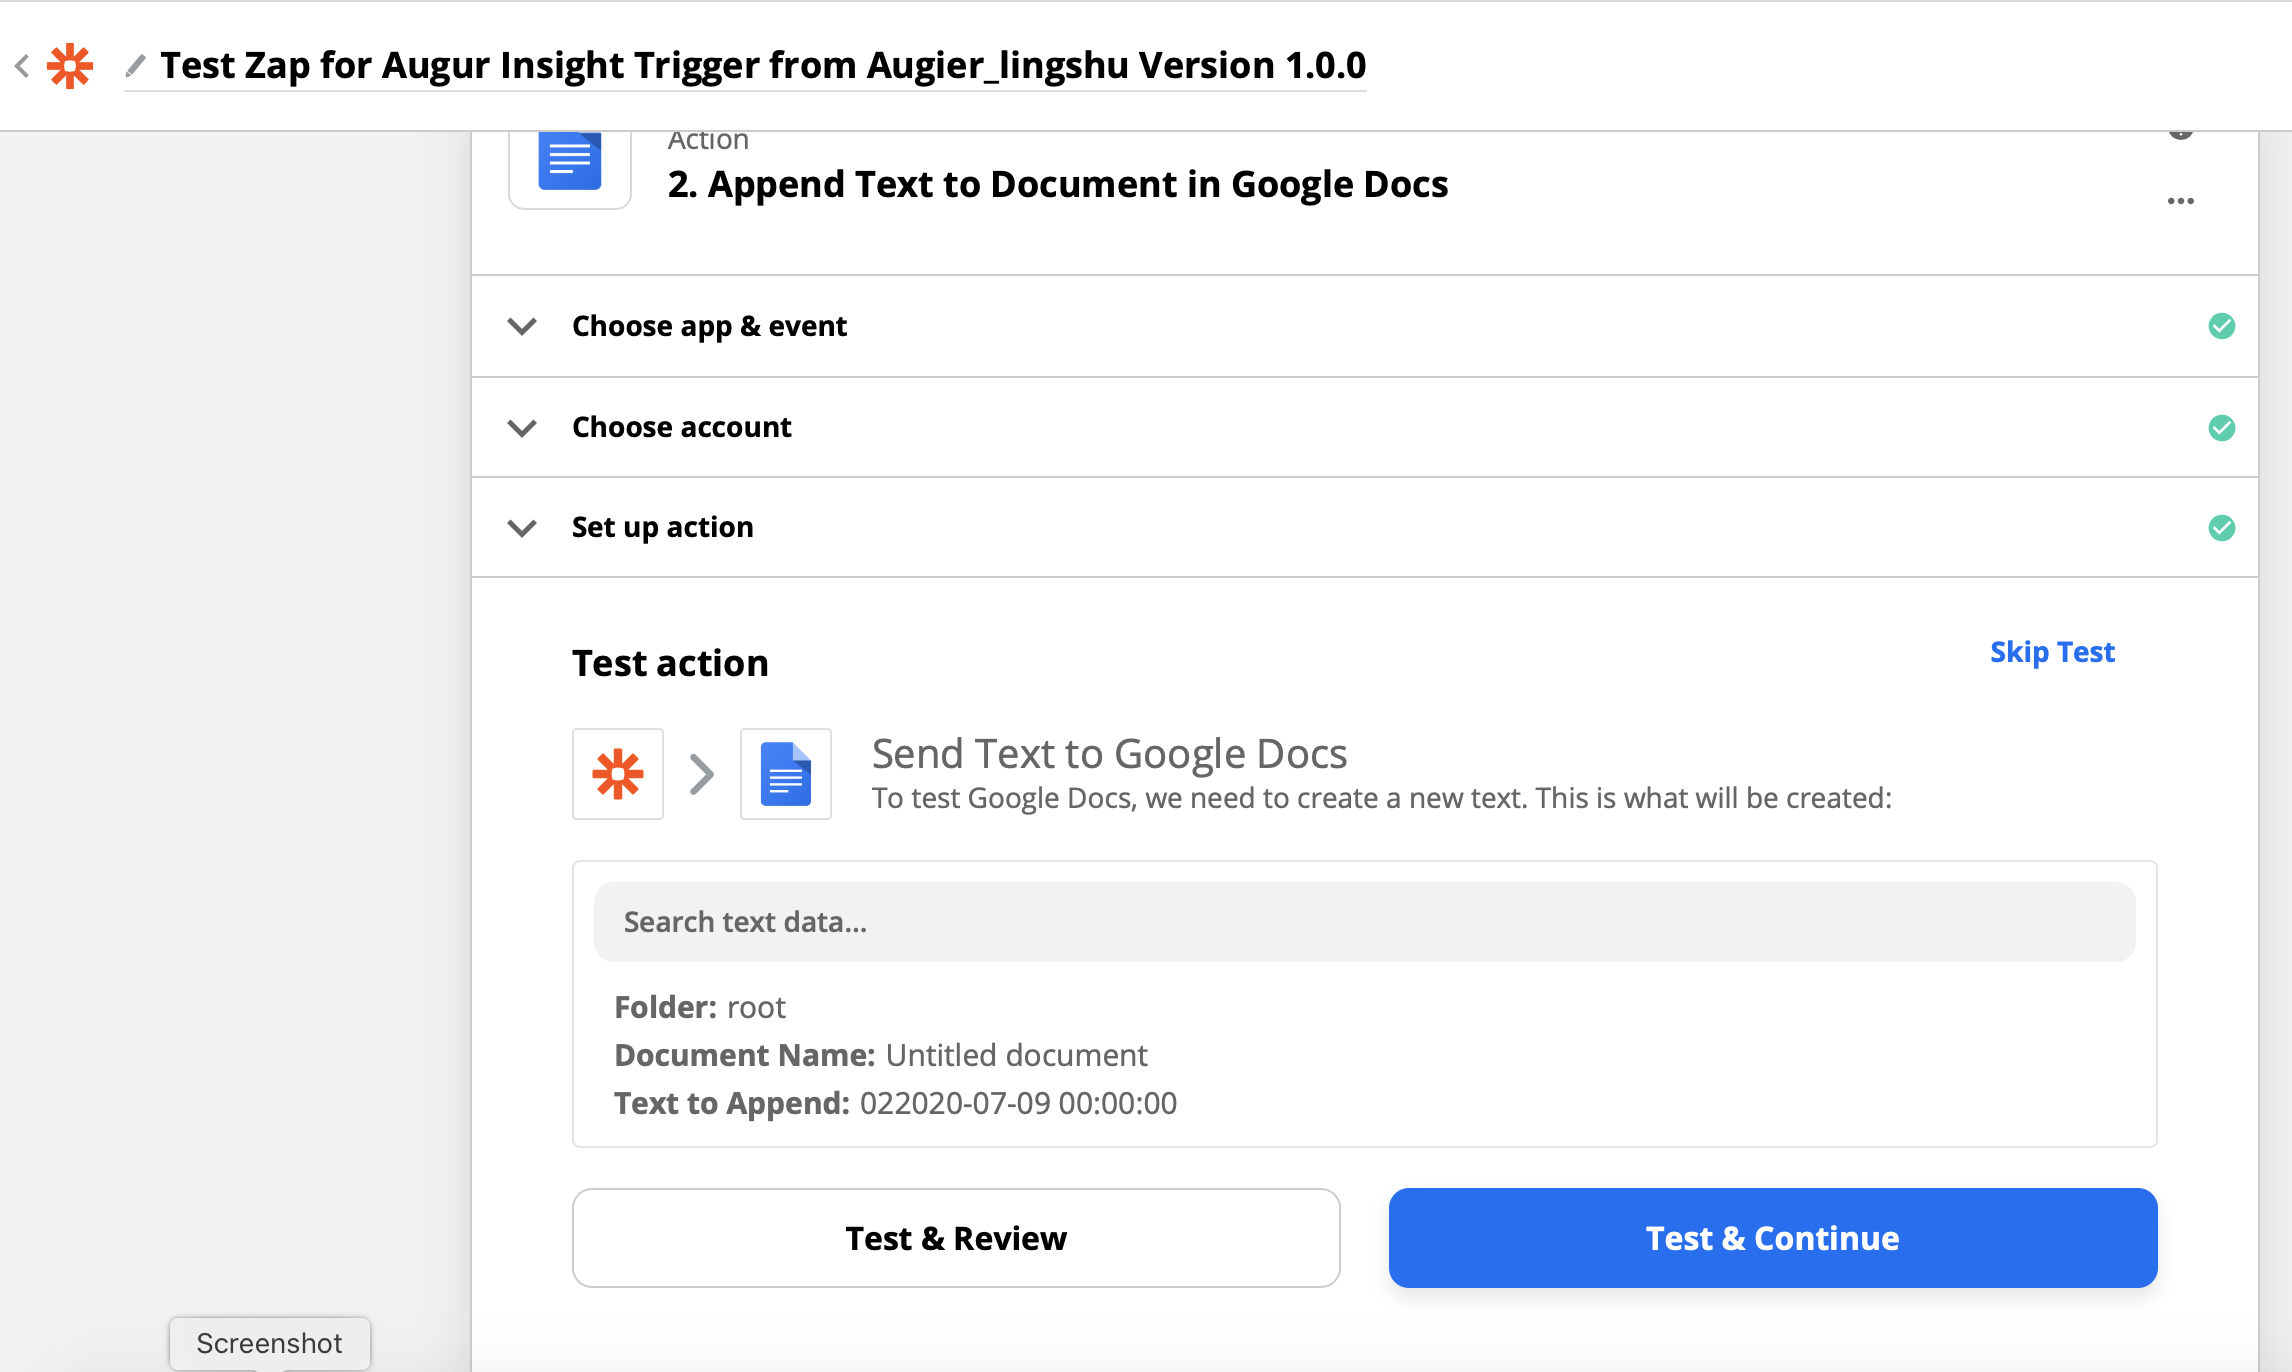 Test Zap for Augur Insight Trigger from Augier_lingshu Version 1.0.0
Action
2. Append Text to Document in Google Docs
Choose app & event
Choose account
Set up action
Test action
Skip Test
Send Text to Google Docs
To test Google Docs, we need to create a new text. This is what will be created:
Search text data...
Folder: root
Document Name: Untitled document
Text to Append: 022020-07-09 00:00:00
Test & Review
Test & Continue
Screenshot